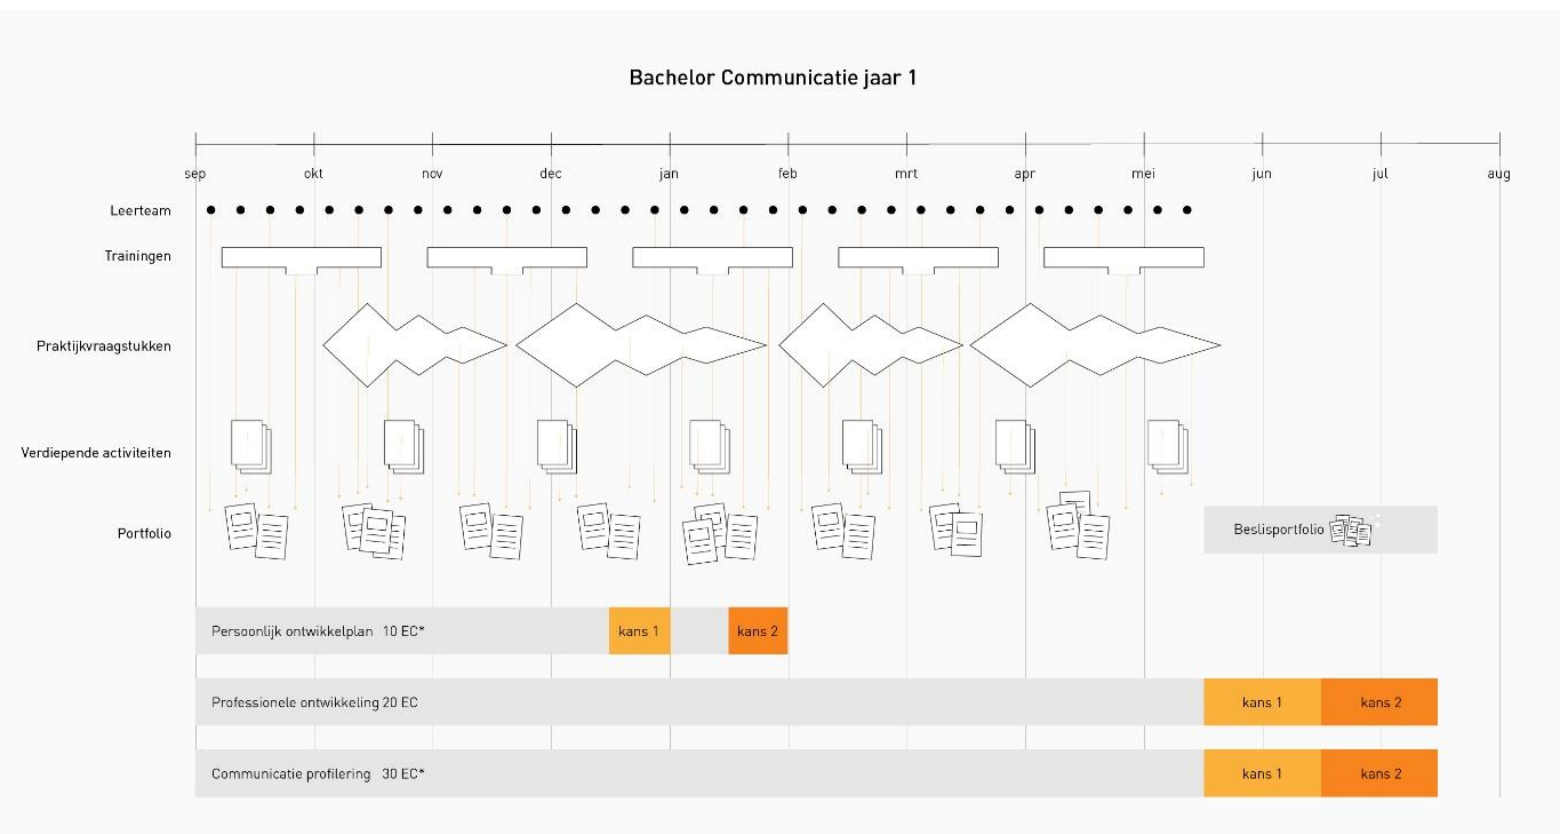 Bachelor Communicatie jaar 1
sep okt nov dec jan feb mrt apr mei jun jul aug
Leerteam
Trainingen
Praktijkvraagstukken
Verdiepende activiteiten
Portfolio
Beslisportfolio
Persoonlijk ontwikkelplan 10 EC* kans 1 kans 2
Professionele ontwikkeling 20 EC kans 1 kans 2
Communicatie profilering 30 EC* kans 1 kans 2